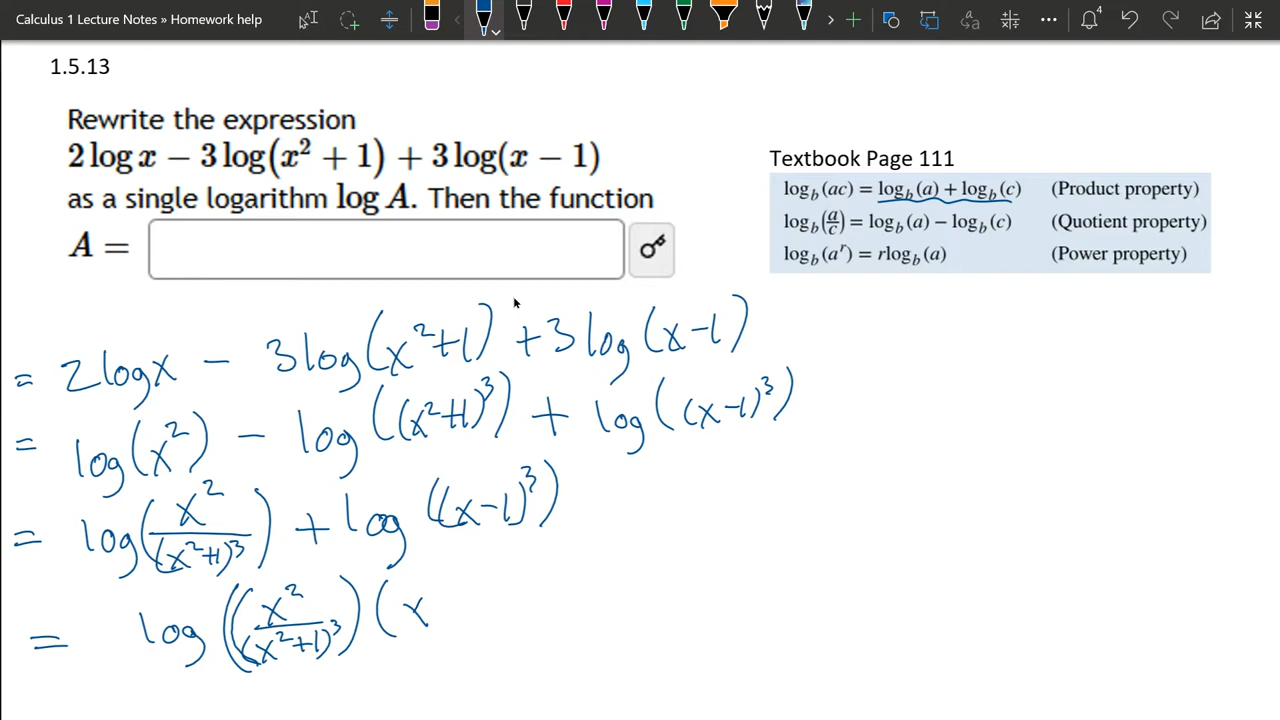 Calculus 1 Lecture Notes » Homework help
4
1.5.13
Rewrite the expression
2 log x − 3 log(x² + 1) + 3 log(x − 1)
as a single logarithm log A. Then the function
A =
Textbook Page 111
log_b(ac) = log_b(a) + log_b(c) (Product property)
log_b(a/c) = log_b(a) − log_b(c) (Quotient property)
log_b(a^r) = rlog_b(a) (Power property)
= 2logx − 3log(x²+1) + 3log(x−1)
= log(x²) − log((x²+1)³) + log((x−1)³)
= log(x²/(x²+1)³) + log((x−1)³)
= log((x²/(x²+1)³)(x